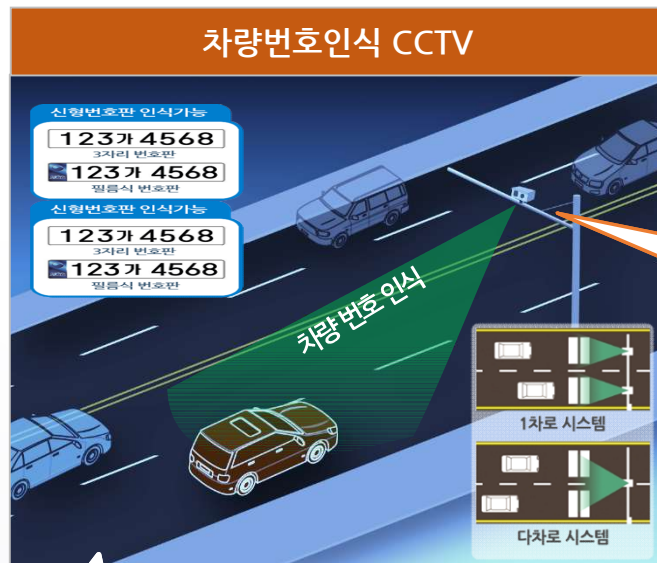 차량번호인식 CCTV
신형번호판 인식가능
123가 4568
3자리 번호판
123가 4568
필름식 번호판
신형번호판 인식가능
123가 4568
3자리 번호판
123가 4568
필름식 번호판
차량 번호 인식
1차로 시스템
다차로 시스템